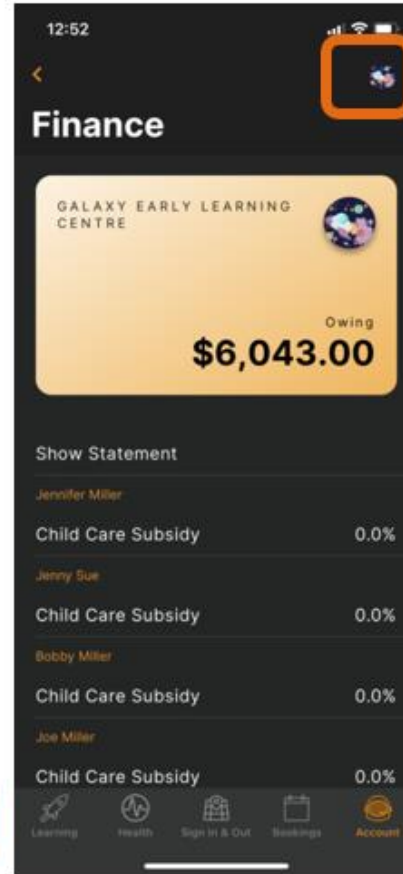 12:52
Finance
GALAXY EARLY LEARNING
CENTRE
Owing
$6,043.00
Show Statement
Jennifer Miller
Child Care Subsidy 0.0%
Jenny Sue
Child Care Subsidy 0.0%
Bobby Miller
Child Care Subsidy 0.0%
Joe Miller
Child Care Subsidy 0.0%
Learning Health Sign In & Out Bookings Account